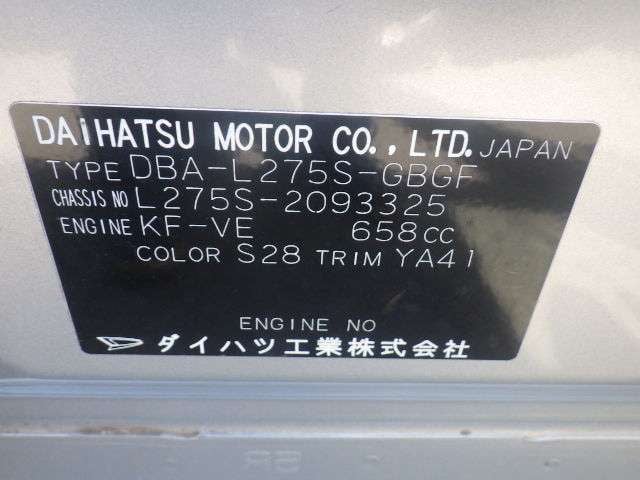 DAiHATSU MOTOR CO., LTD. JAPAN
TYPE DBA-L275S-GBGF
CHASSIS NO L275S-2093325
ENGINE KF-VE 658cc
COLOR S28 TRIM YA41
ENGINE NO
ダイハツ工業株式会社